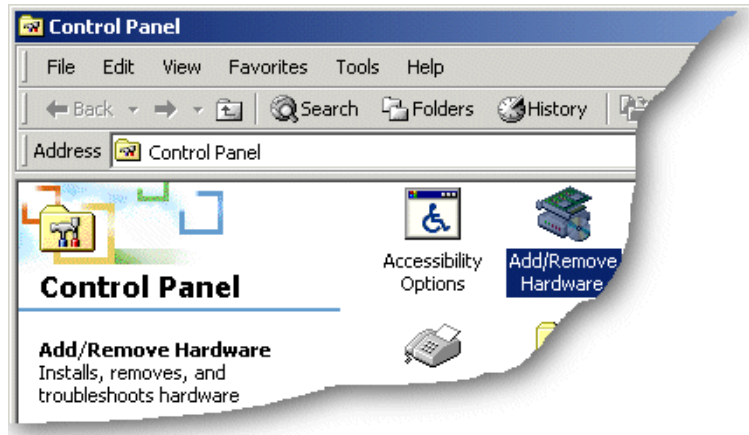 Control Panel
File Edit View Favorites Tools Help
Back Search Folders History
Address Control Panel
Accessibility Options
Add/Remove Hardware
Control Panel
Add/Remove Hardware
Installs, removes, and
troubleshoots hardware